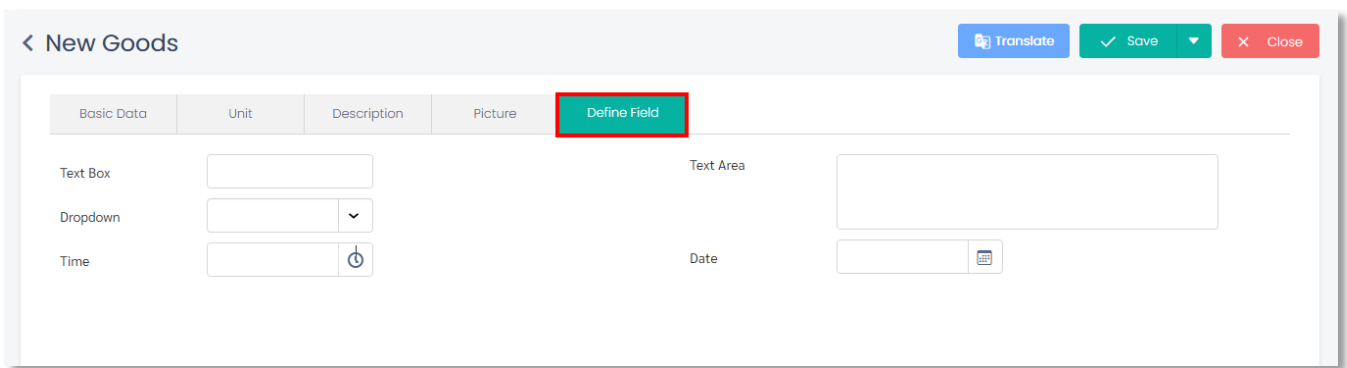 New Goods
Translate
Save
Close
Basic Data
Unit
Description
Picture
Define Field
Text Box
Text Area
Dropdown
Time
Date